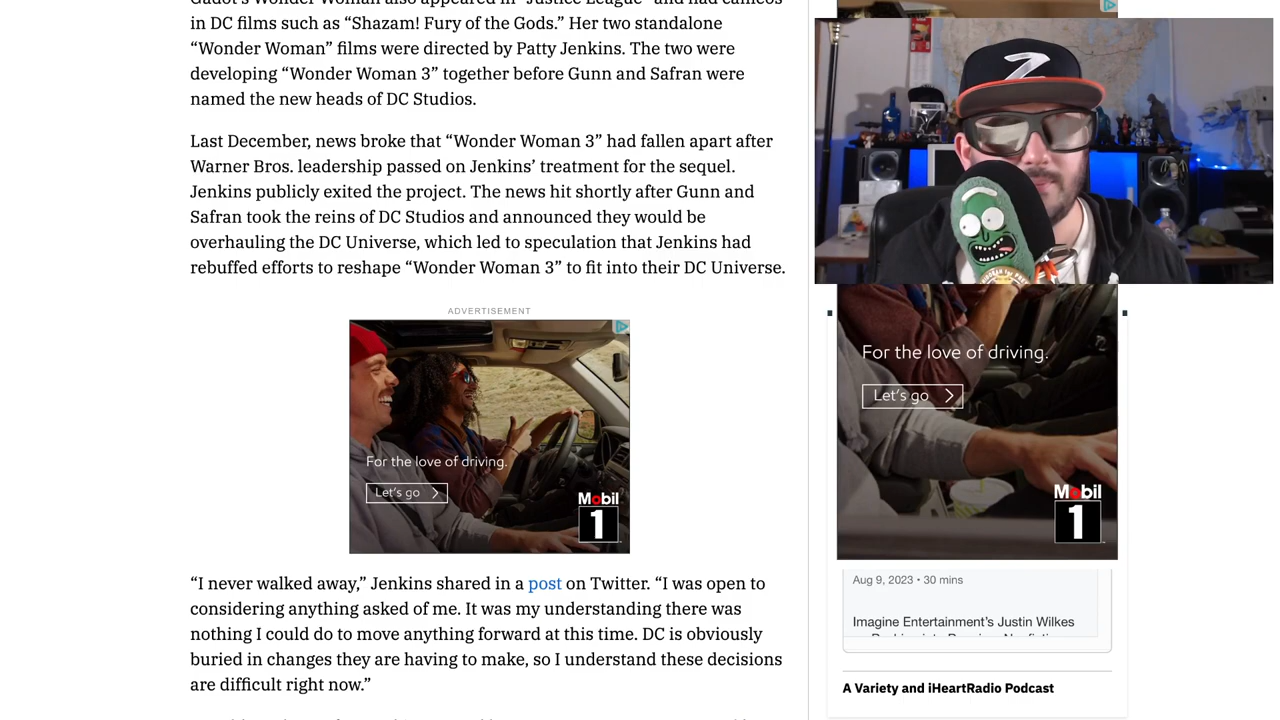 Gadot's Wonder Woman also appeared in "Justice League" and had cameos
in DC films such as “Shazam! Fury of the Gods.” Her two standalone
“Wonder Woman” films were directed by Patty Jenkins. The two were
developing “Wonder Woman 3” together before Gunn and Safran were
named the new heads of DC Studios.
Last December, news broke that “Wonder Woman 3” had fallen apart after
Warner Bros. leadership passed on Jenkins’ treatment for the sequel.
Jenkins publicly exited the project. The news hit shortly after Gunn and
Safran took the reins of DC Studios and announced they would be
overhauling the DC Universe, which led to speculation that Jenkins had
rebuffed efforts to reshape “Wonder Woman 3” to fit into their DC Universe.
ADVERTISEMENT
For the love of driving.
Let's go
Mobil
1
“I never walked away,” Jenkins shared in a post on Twitter. “I was open to
considering anything asked of me. It was my understanding there was
nothing I could do to move anything forward at this time. DC is obviously
buried in changes they are having to make, so I understand these decisions
are difficult right now.”
Z
For the love of driving.
Let's go
Mobil
1
Aug 9, 2023 • 30 mins
Imagine Entertainment’s Justin Wilkes
A Variety and iHeartRadio Podcast